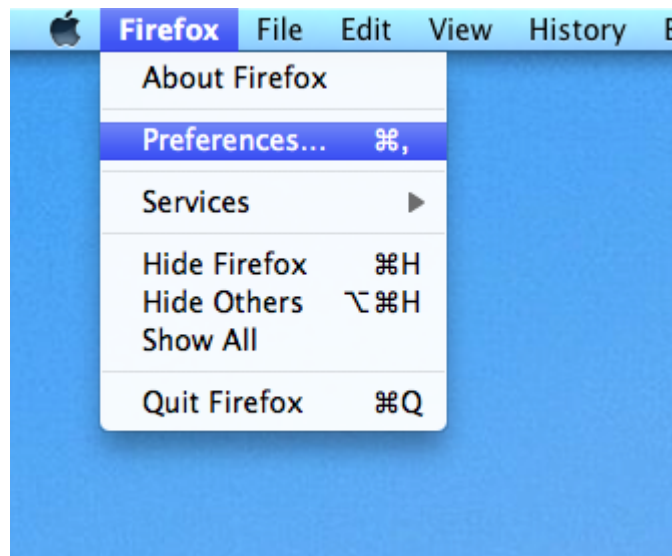 Firefox File Edit View History
About Firefox
Preferences... ⌘,
Services
Hide Firefox ⌘H
Hide Others ⌥⌘H
Show All
Quit Firefox ⌘Q